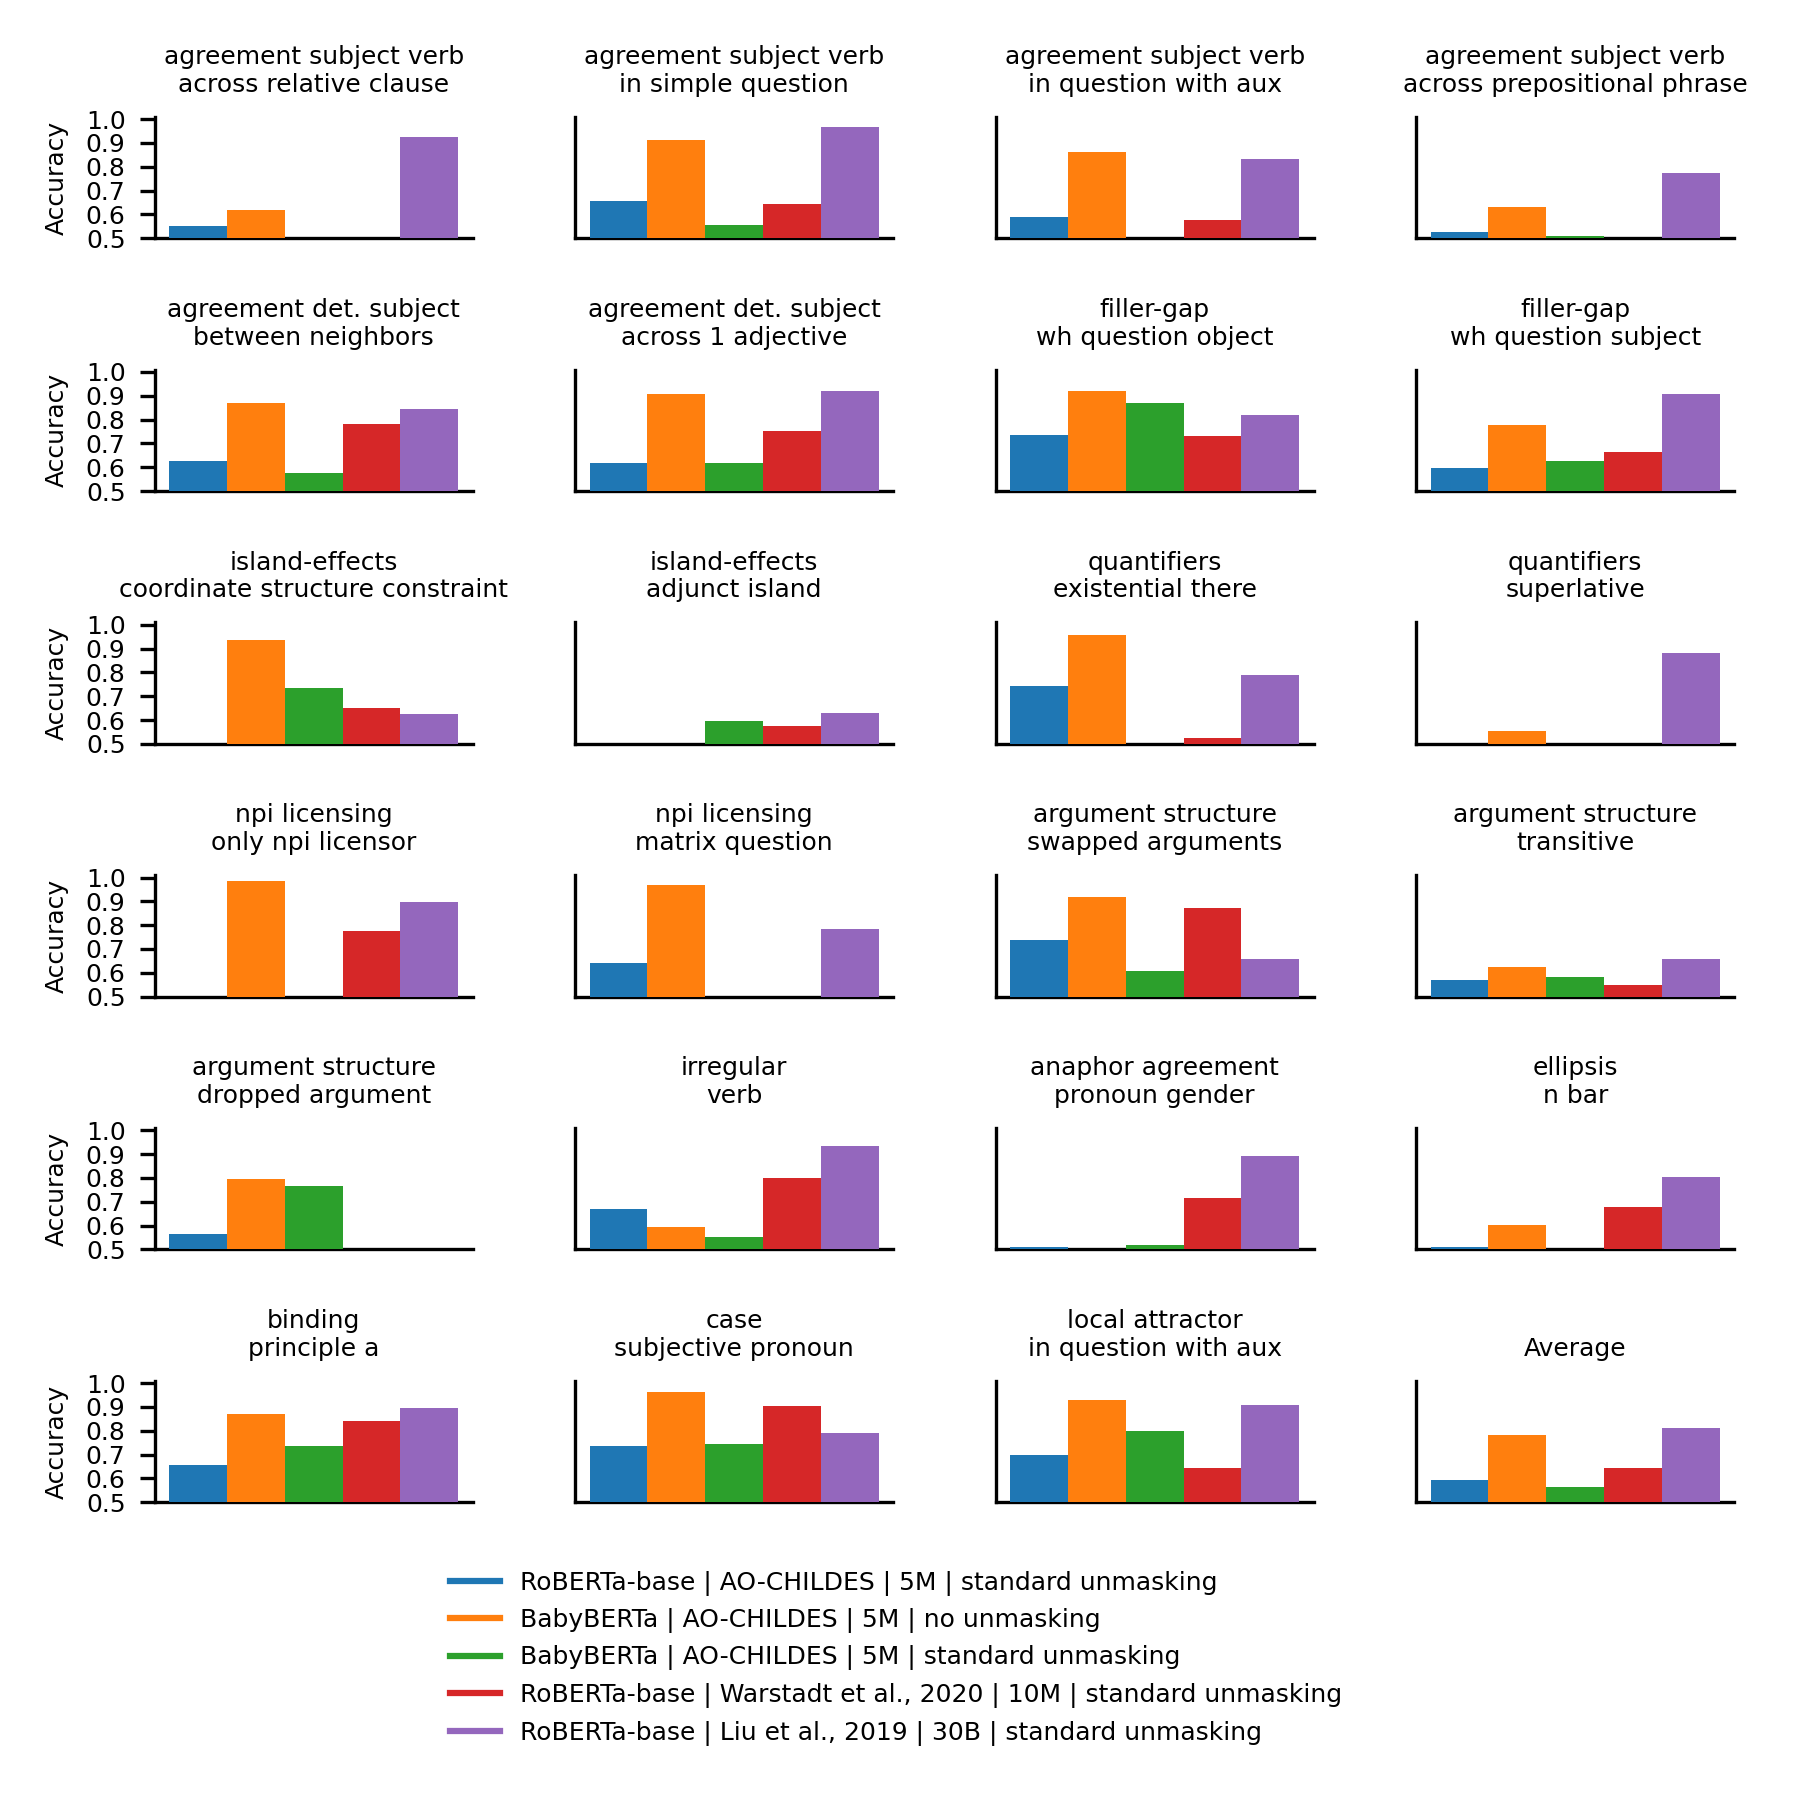 agreement subject verb
across relative clause
agreement subject verb
in simple question
agreement subject verb
in question with aux
agreement subject verb
across prepositional phrase
Accuracy
1.0
0.9
0.8
0.7
0.6
0.5
agreement det. subject
between neighbors
agreement det. subject
across 1 adjective
filler-gap
wh question object
filler-gap
wh question subject
Accuracy
1.0
0.9
0.8
0.7
0.6
0.5
island-effects
coordinate structure constraint
island-effects
adjunct island
quantifiers
existential there
quantifiers
superlative
Accuracy
1.0
0.9
0.8
0.7
0.6
0.5
npi licensing
only npi licensor
npi licensing
matrix question
argument structure
swapped arguments
argument structure
transitive
Accuracy
1.0
0.9
0.8
0.7
0.6
0.5
argument structure
dropped argument
irregular
verb
anaphor agreement
pronoun gender
ellipsis
n bar
Accuracy
1.0
0.9
0.8
0.7
0.6
0.5
binding
principle a
case
subjective pronoun
local attractor
in question with aux
Average
Accuracy
1.0
0.9
0.8
0.7
0.6
0.5
RoBERTa-base | AO-CHILDES | 5M | standard unmasking
BabyBERTa | AO-CHILDES | 5M | no unmasking
BabyBERTa | AO-CHILDES | 5M | standard unmasking
RoBERTa-base | Warstadt et al., 2020 | 10M | standard unmasking
RoBERTa-base | Liu et al., 2019 | 30B | standard unmasking